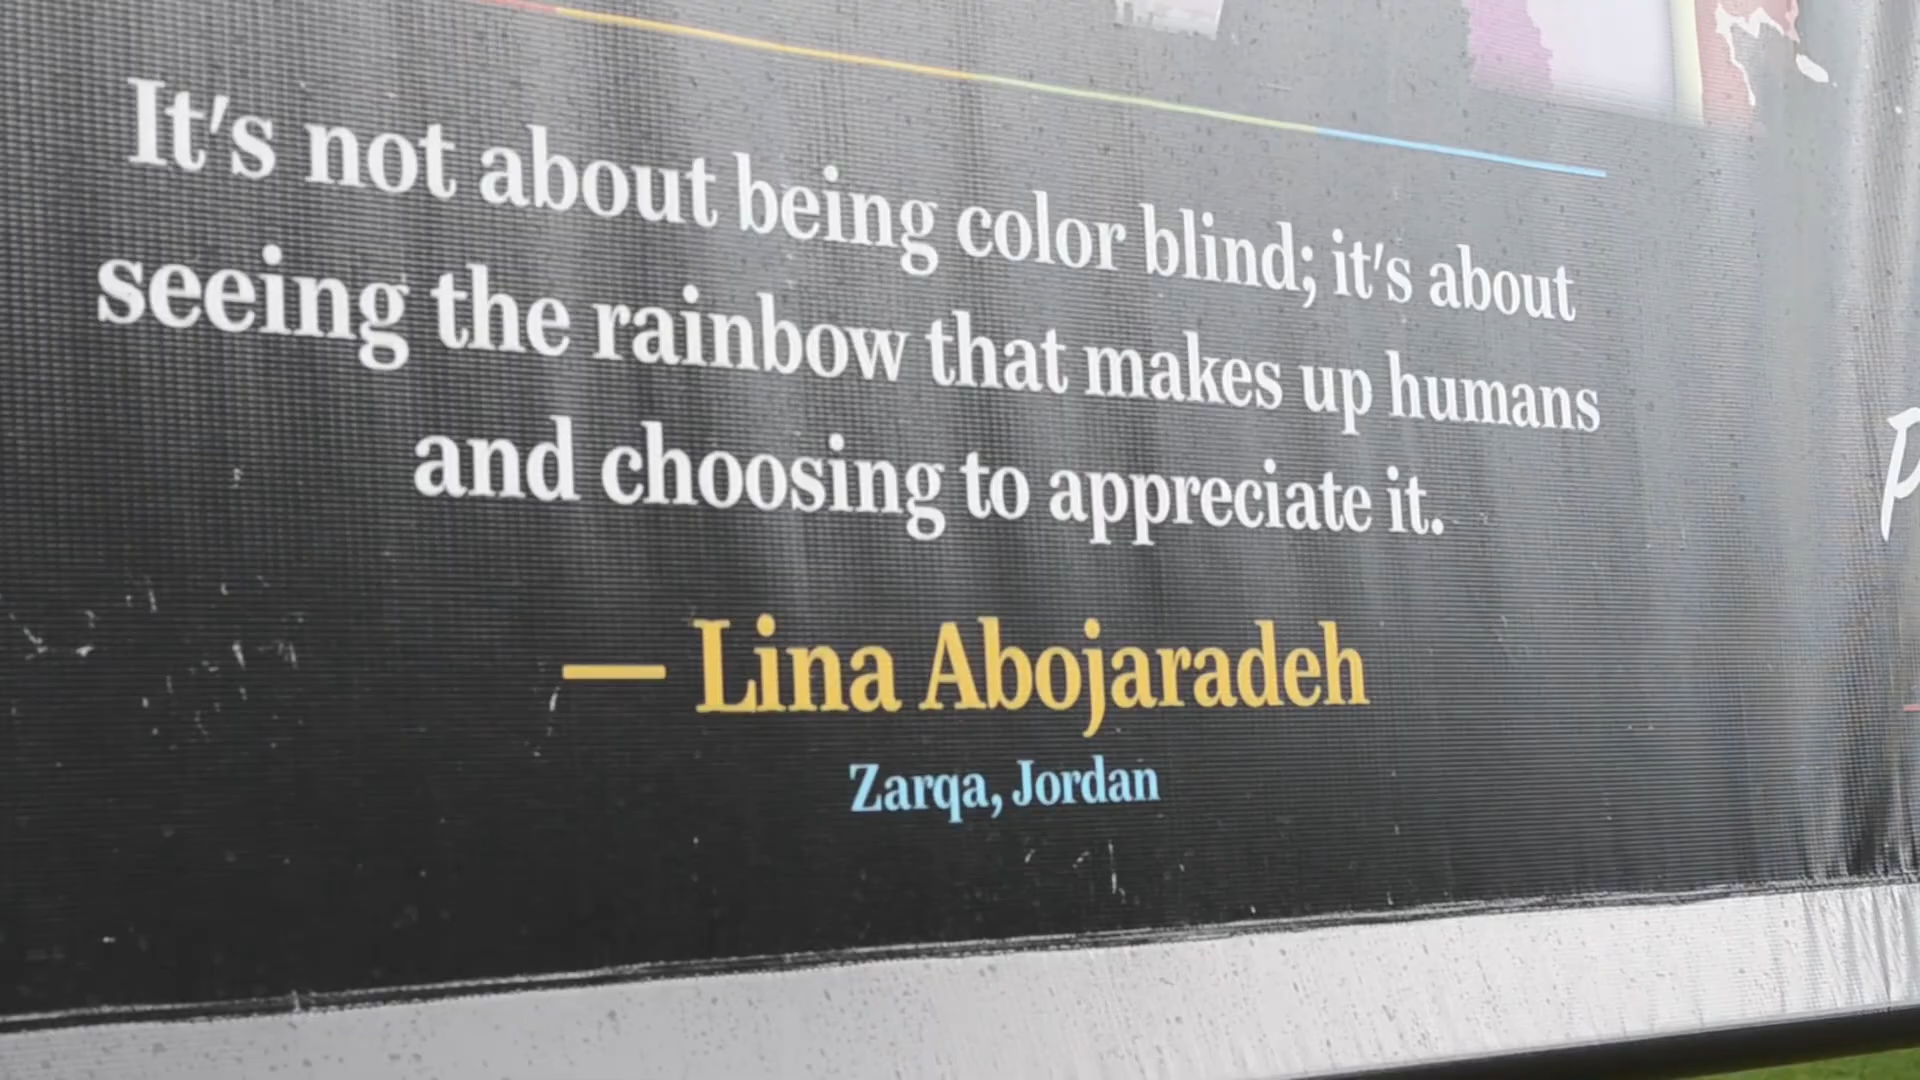 It's not about being color blind; it's about
seeing the rainbow that makes up humans
and choosing to appreciate it.
— Lina Abojaradeh
Zarqa, Jordan